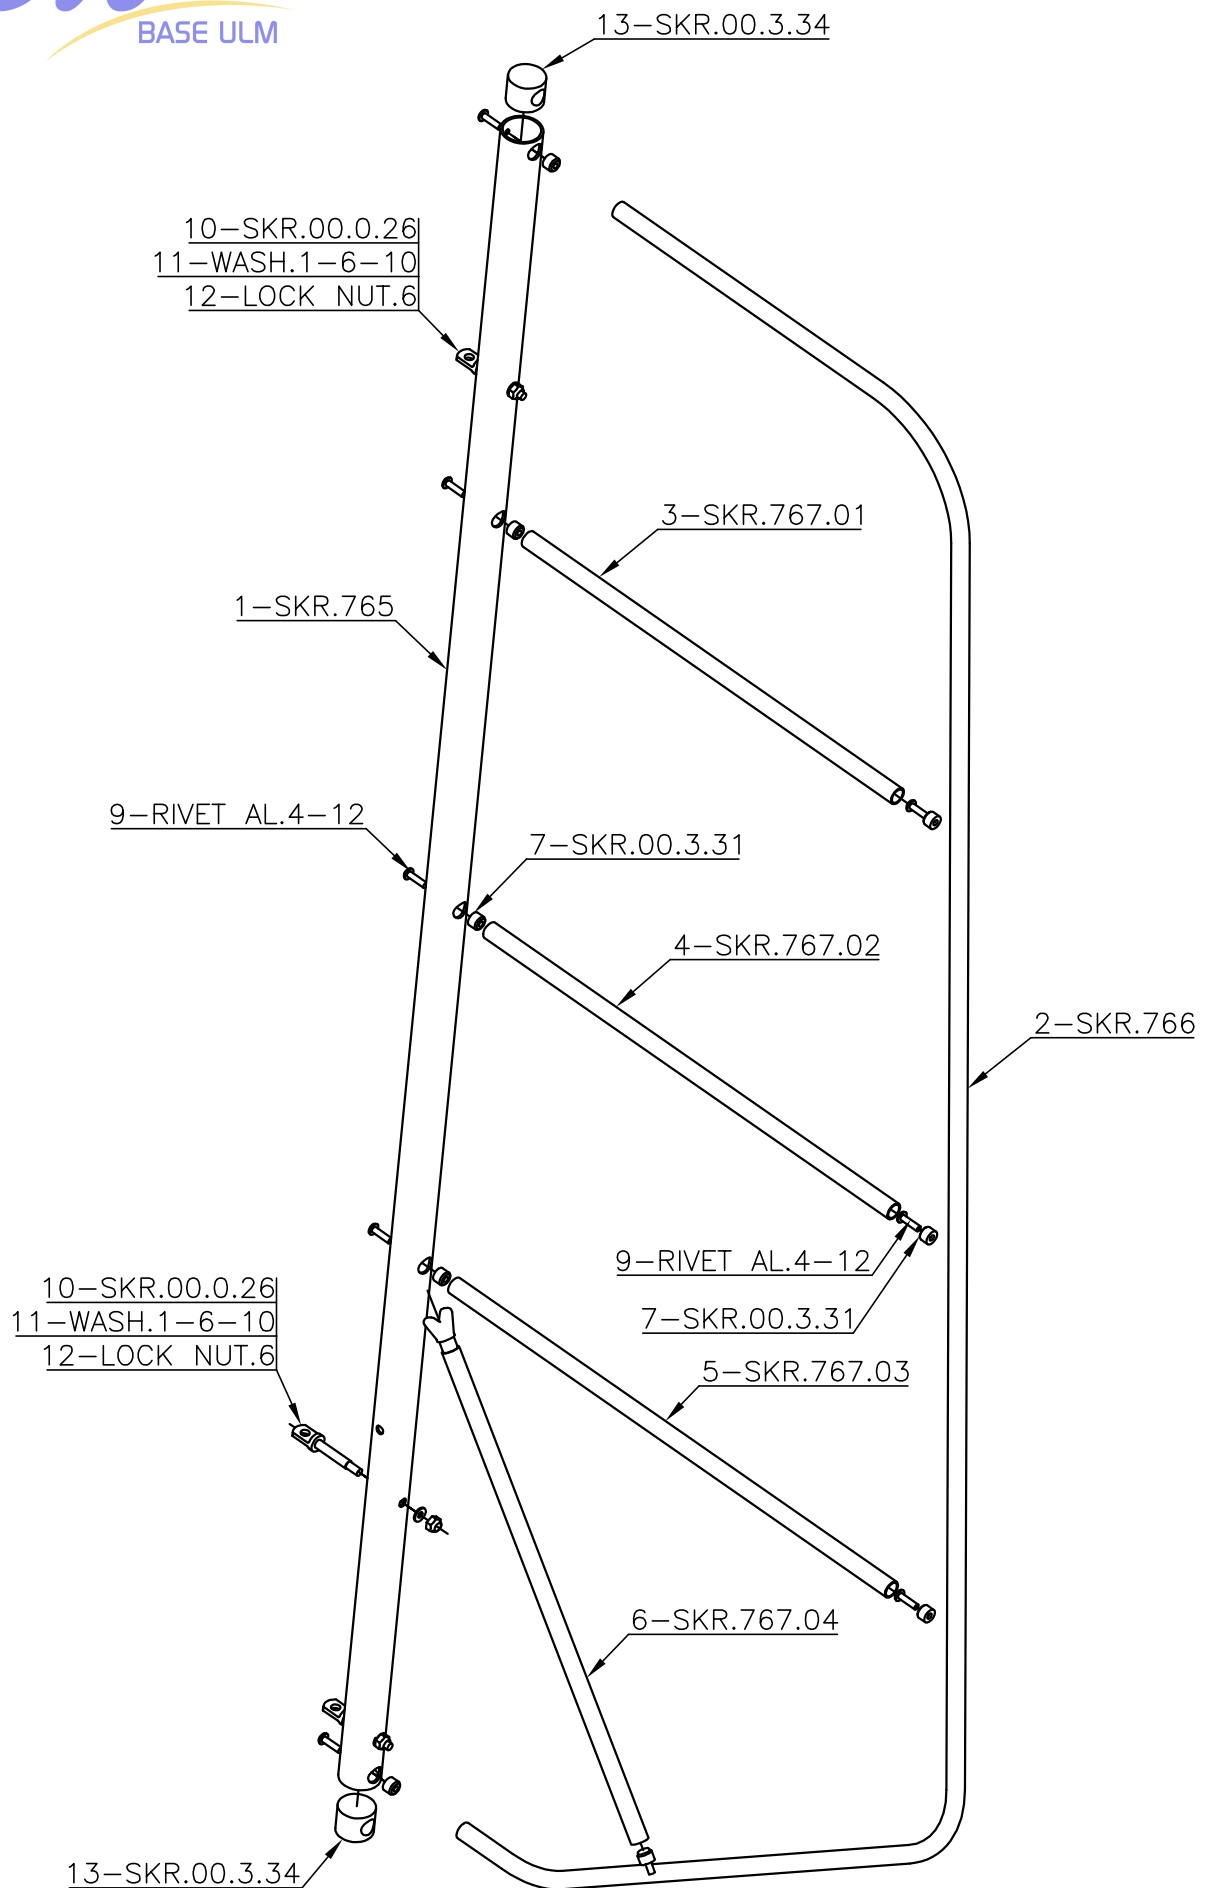 BASE ULM
13-SKR.00.3.34
10-SKR.00.0.26
11-WASH.1-6-10
12-LOCK NUT.6
3-SKR.767.01
1-SKR.765
9-RIVET AL.4-12
7-SKR.00.3.31
4-SKR.767.02
2-SKR.766
9-RIVET AL.4-12
10-SKR.00.0.26
7-SKR.00.3.31
11-WASH.1-6-10
12-LOCK NUT.6
5-SKR.767.03
6-SKR.767.04
13-SKR.00.3.34